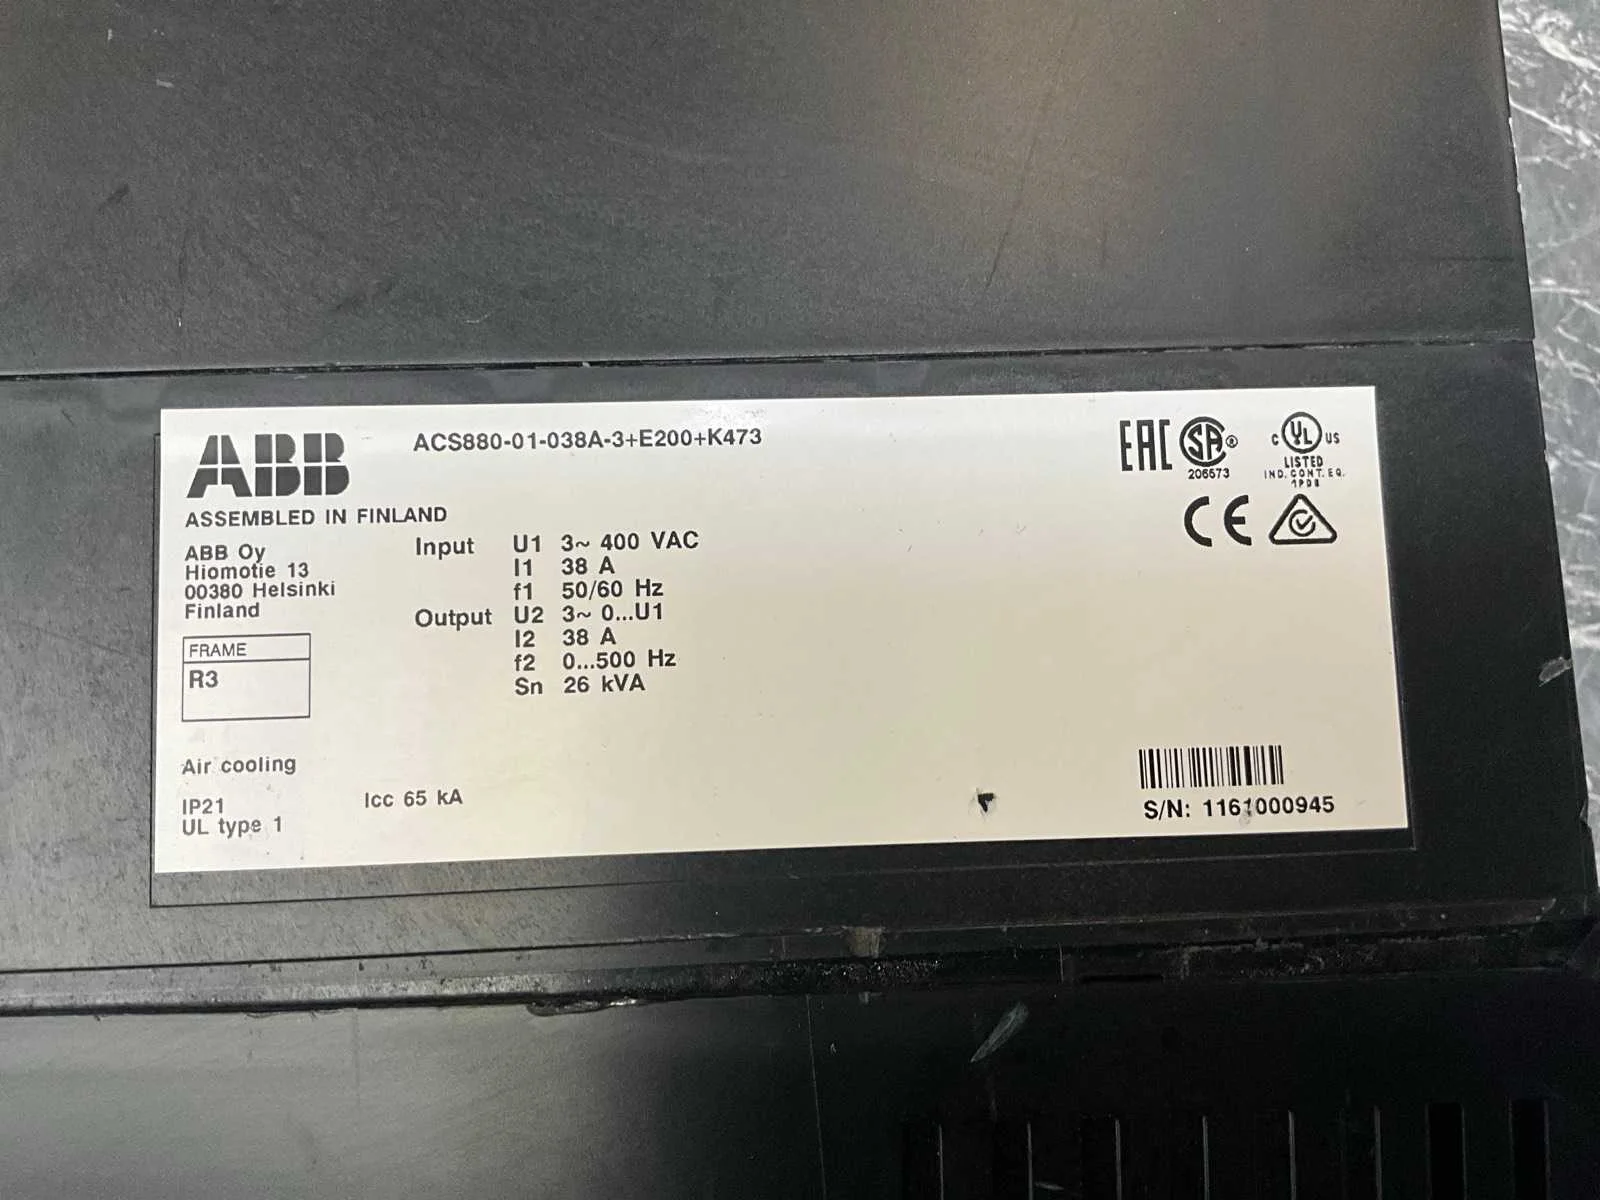 ABB
ACS880-01-038A-3+E200+K473
EAC
SA®
206573
C UL US
LISTED
IND. CONT. EQ.
1PD8
CE
ASSEMBLED IN FINLAND
ABB Oy
Hiomotie 13
00380 Helsinki
Finland
Input U1 3~ 400 VAC
I1 38 A
f1 50/60 Hz
Output U2 3~ 0...U1
I2 38 A
f2 0...500 Hz
Sn 26 kVA
FRAME
R3
Air cooling
IP21
UL type 1
Icc 65 kA
S/N: 1161000945